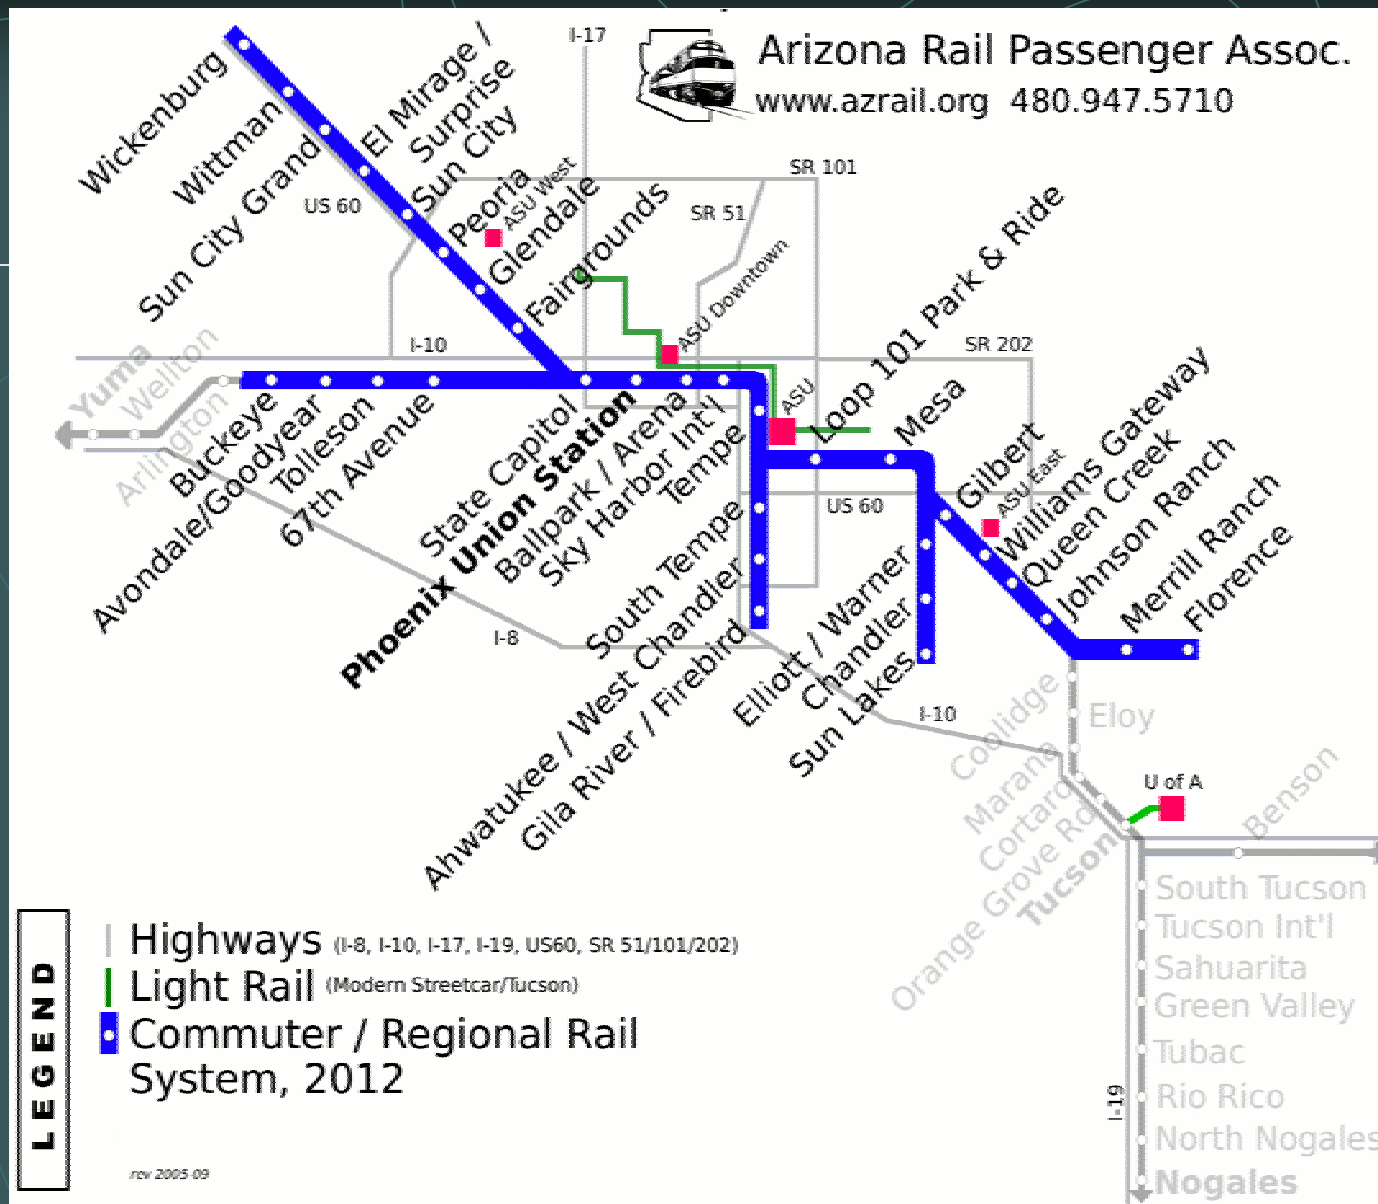 Arizona Rail Passenger Assoc.
www.azrail.org 480.947.5710
I-17
Wickenburg
Wittman
Sun City Grand
El Mirage /
Surprise
Sun City
Peoria
ASU West
Glendale
Fairgrounds
US 60
SR 101
SR 51
ASU Downtown
I-10
SR 202
Loop 101 Park & Ride
ASU
Mesa
Yuma
Wellton
Arlington
Buckeye
Avondale/Goodyear
Tolleson
67th Avenue
State Capitol
Phoenix Union Station
Ballpark / Arena
Sky Harbor Int'l
Tempe
South Tempe
Ahwatukee / West Chandler
Gila River / Firebird
US 60
Gilbert
ASU East
Williams Gateway
Queen Creek
Johnson Ranch
Merrill Ranch
Florence
I-8
Elliott / Warner
Chandler
Sun Lakes
I-10
Coolidge
Eloy
Marana
Cortaro
Orange Grove Rd
Tucson
U of A
Benson
South Tucson
Tucson Int'l
Sahuarita
Green Valley
Tubac
Rio Rico
North Nogales
Nogales
I-19
LEGEND
Highways (I-8, I-10, I-17, I-19, US60, SR 51/101/202)
Light Rail (Modern Streetcar/Tucson)
Commuter / Regional Rail
System, 2012
rev 2005-09